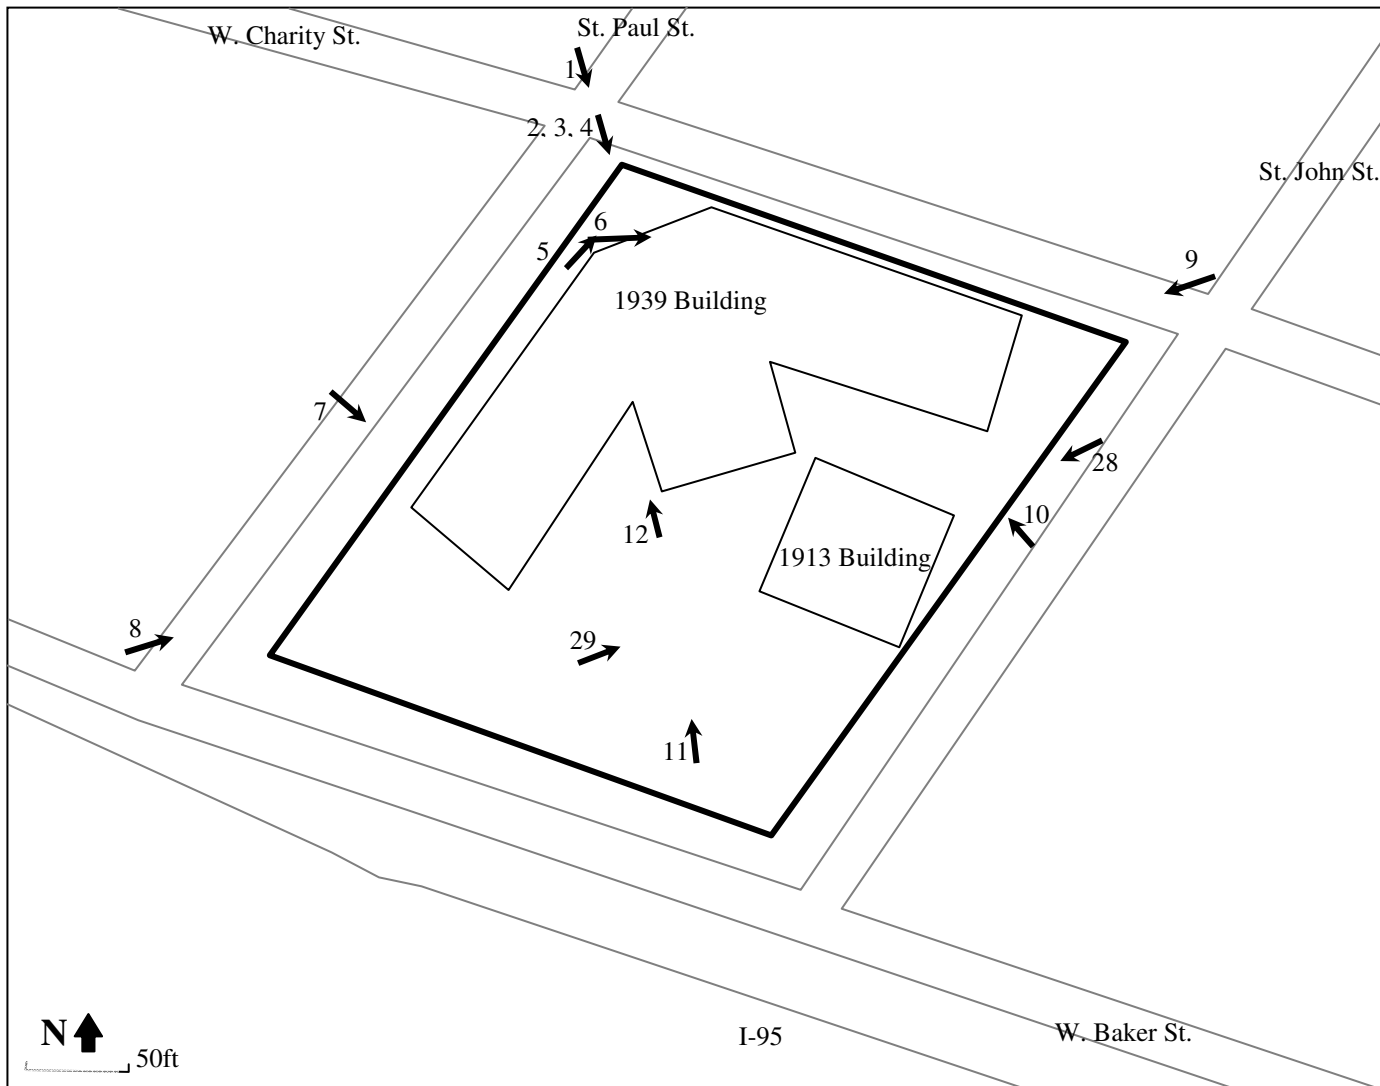 W. Charity St.
St. Paul St.
1
2, 3, 4
St. John St.
6
5
9
1939 Building
7
28
10
12
1913 Building
8
29
11
N
50ft
I-95
W. Baker St.